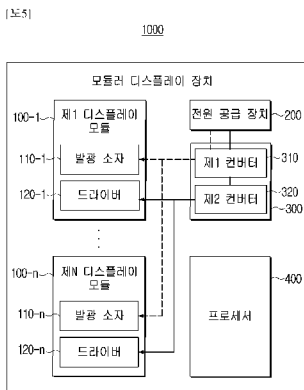 [도5]
1000
모듈러 디스플레이 장치
100-1
제1 디스플레이
모듈
110-1
발광 소자
120-1
드라이버
전원 공급 장치
200
제1 컨버터
310
제2 컨버터
320
300
100-n
제N 디스플레이
모듈
110-n
발광 소자
120-n
드라이버
프로세서
400